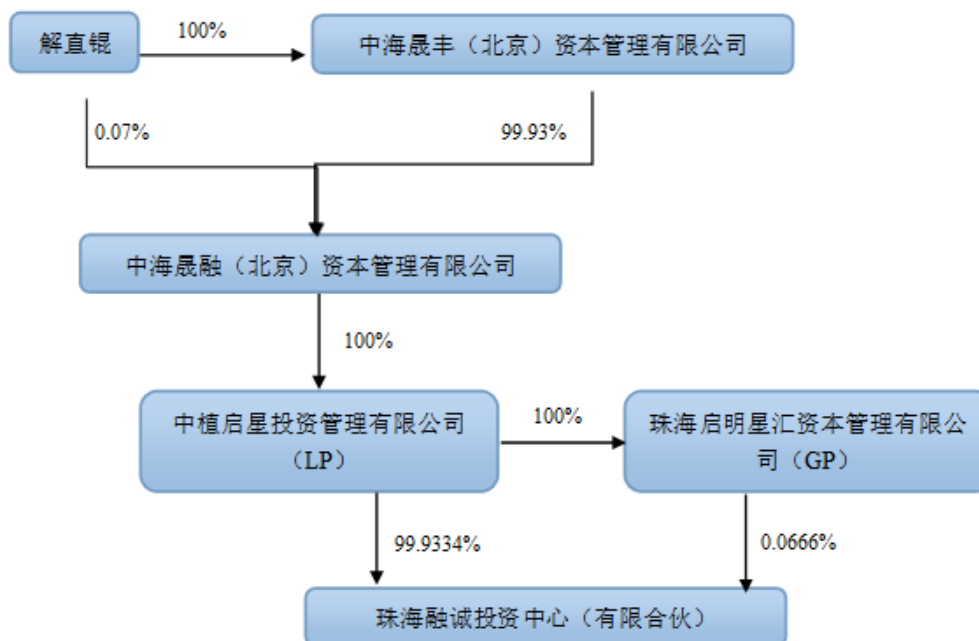 解直锟
100%
中海晟丰（北京）资本管理有限公司
0.07%
99.93%
中海晟融（北京）资本管理有限公司
100%
中植启星投资管理有限公司
（LP）
100%
珠海启明星汇资本管理有限公
司（GP）
99.9334%
0.0666%
珠海融诚投资中心（有限合伙）